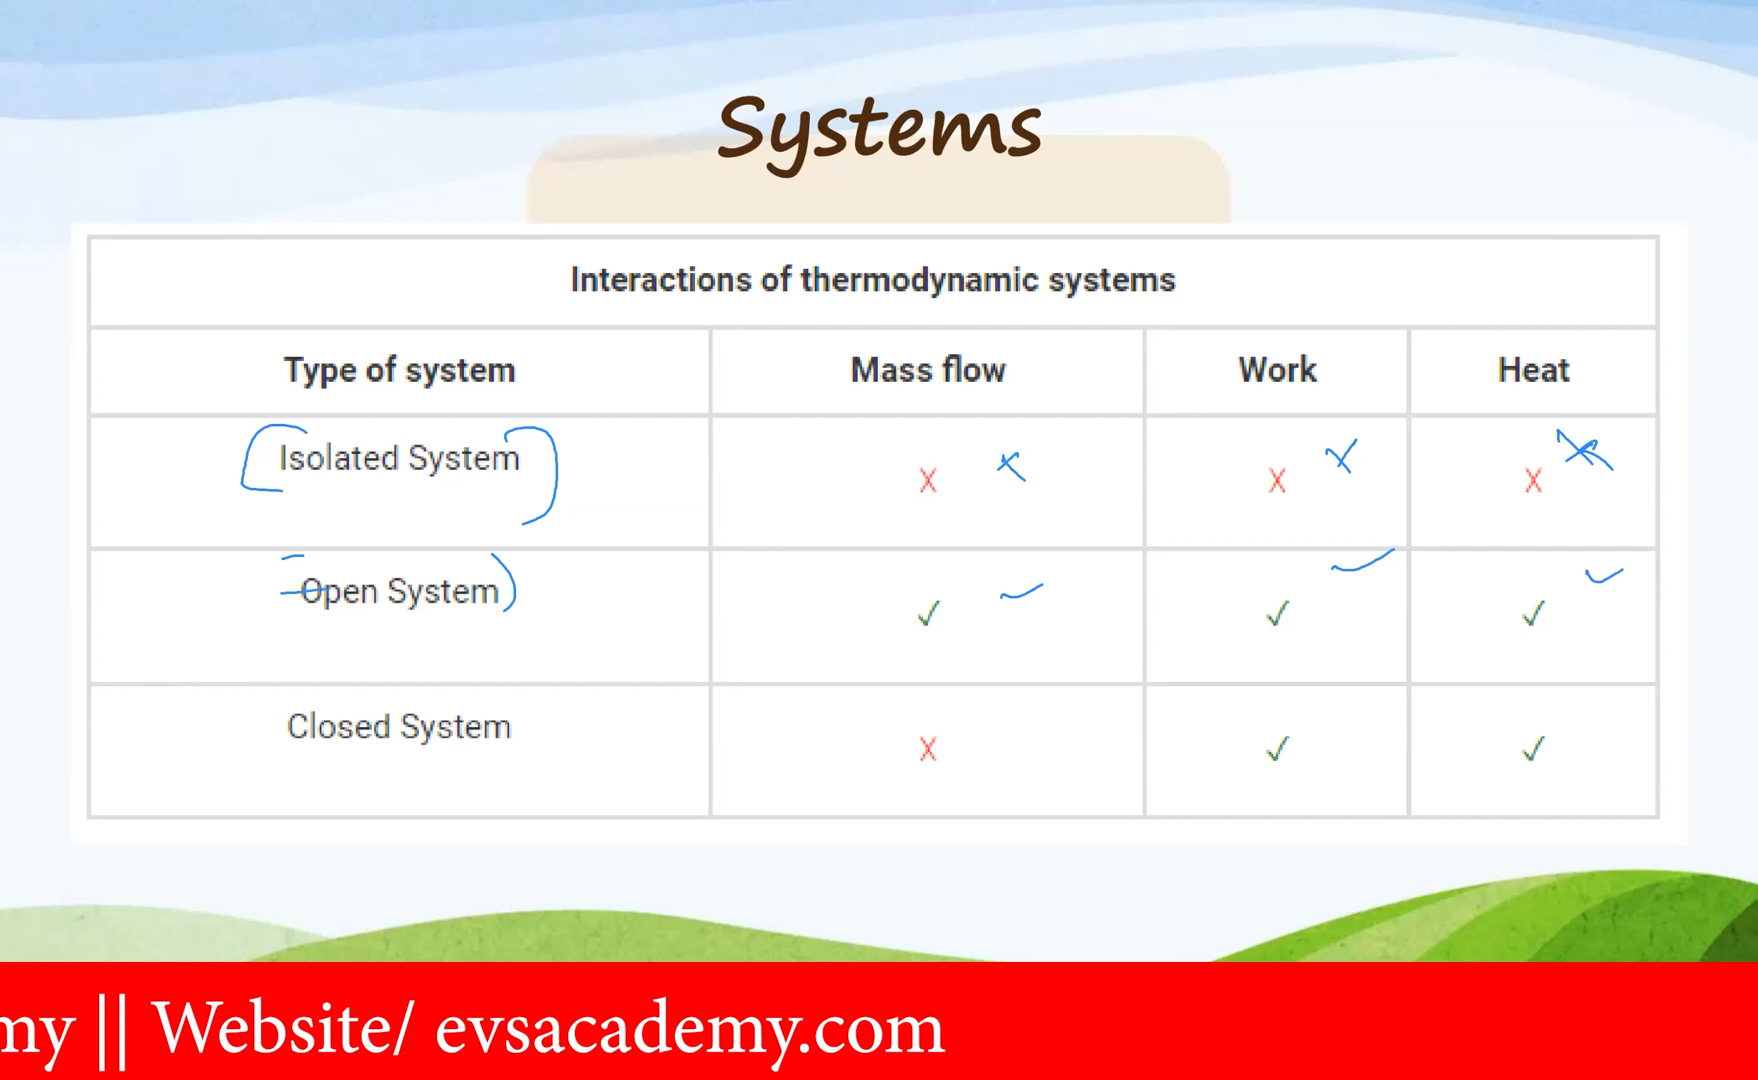 Systems
Interactions of thermodynamic systems
Type of system Mass flow Work Heat
Isolated System X X X
Open System ✓ ✓ ✓
Closed System X ✓ ✓
my || Website/ evsacademy.com